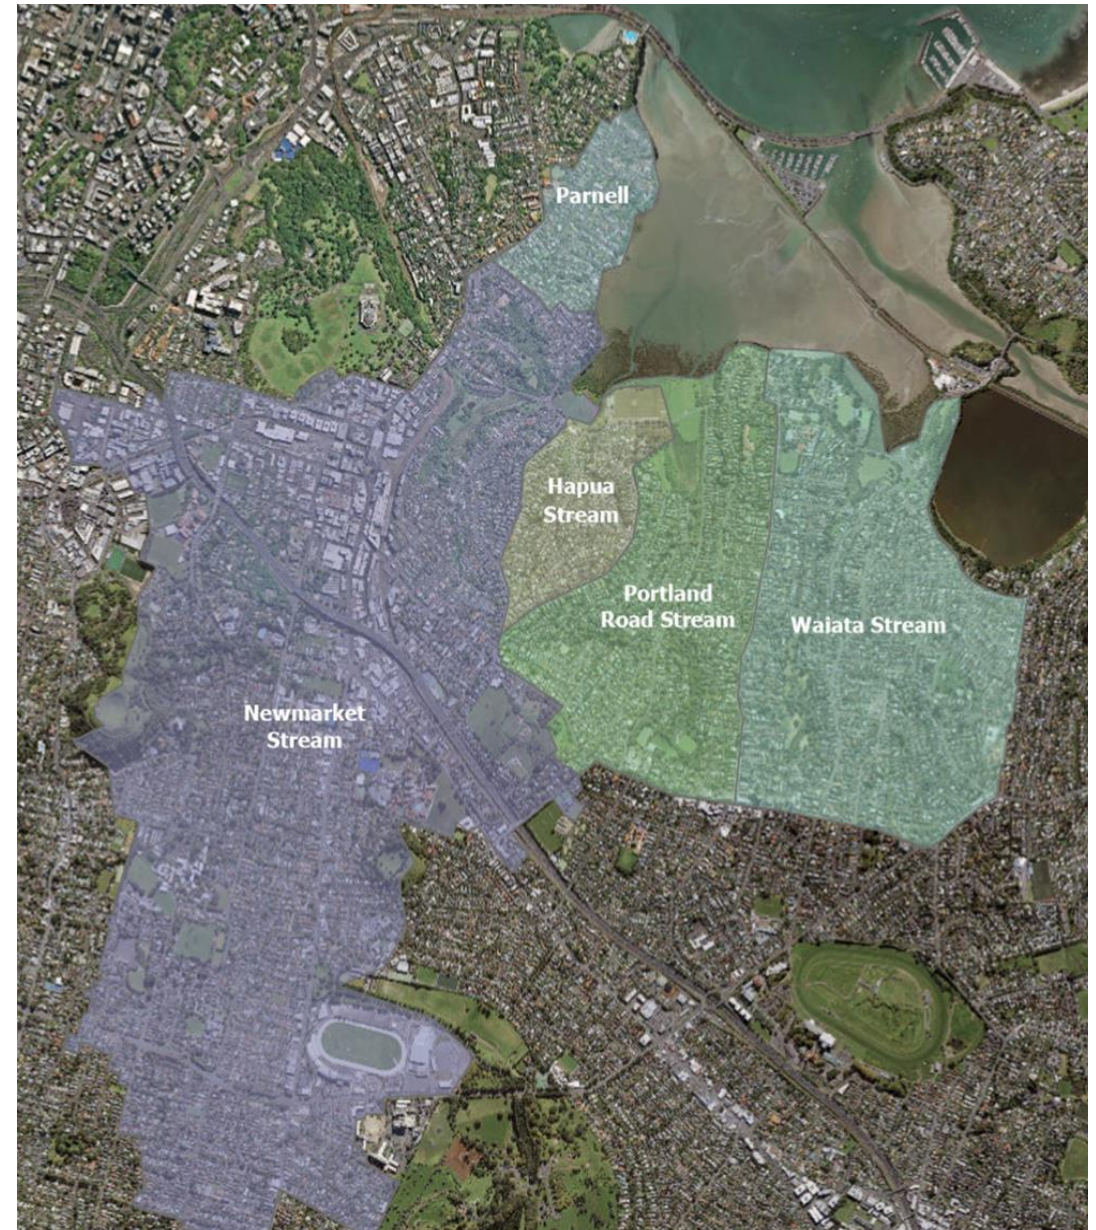 Parnell
Hapua
Stream
Portland
Road Stream
Waiata Stream
Newmarket
Stream